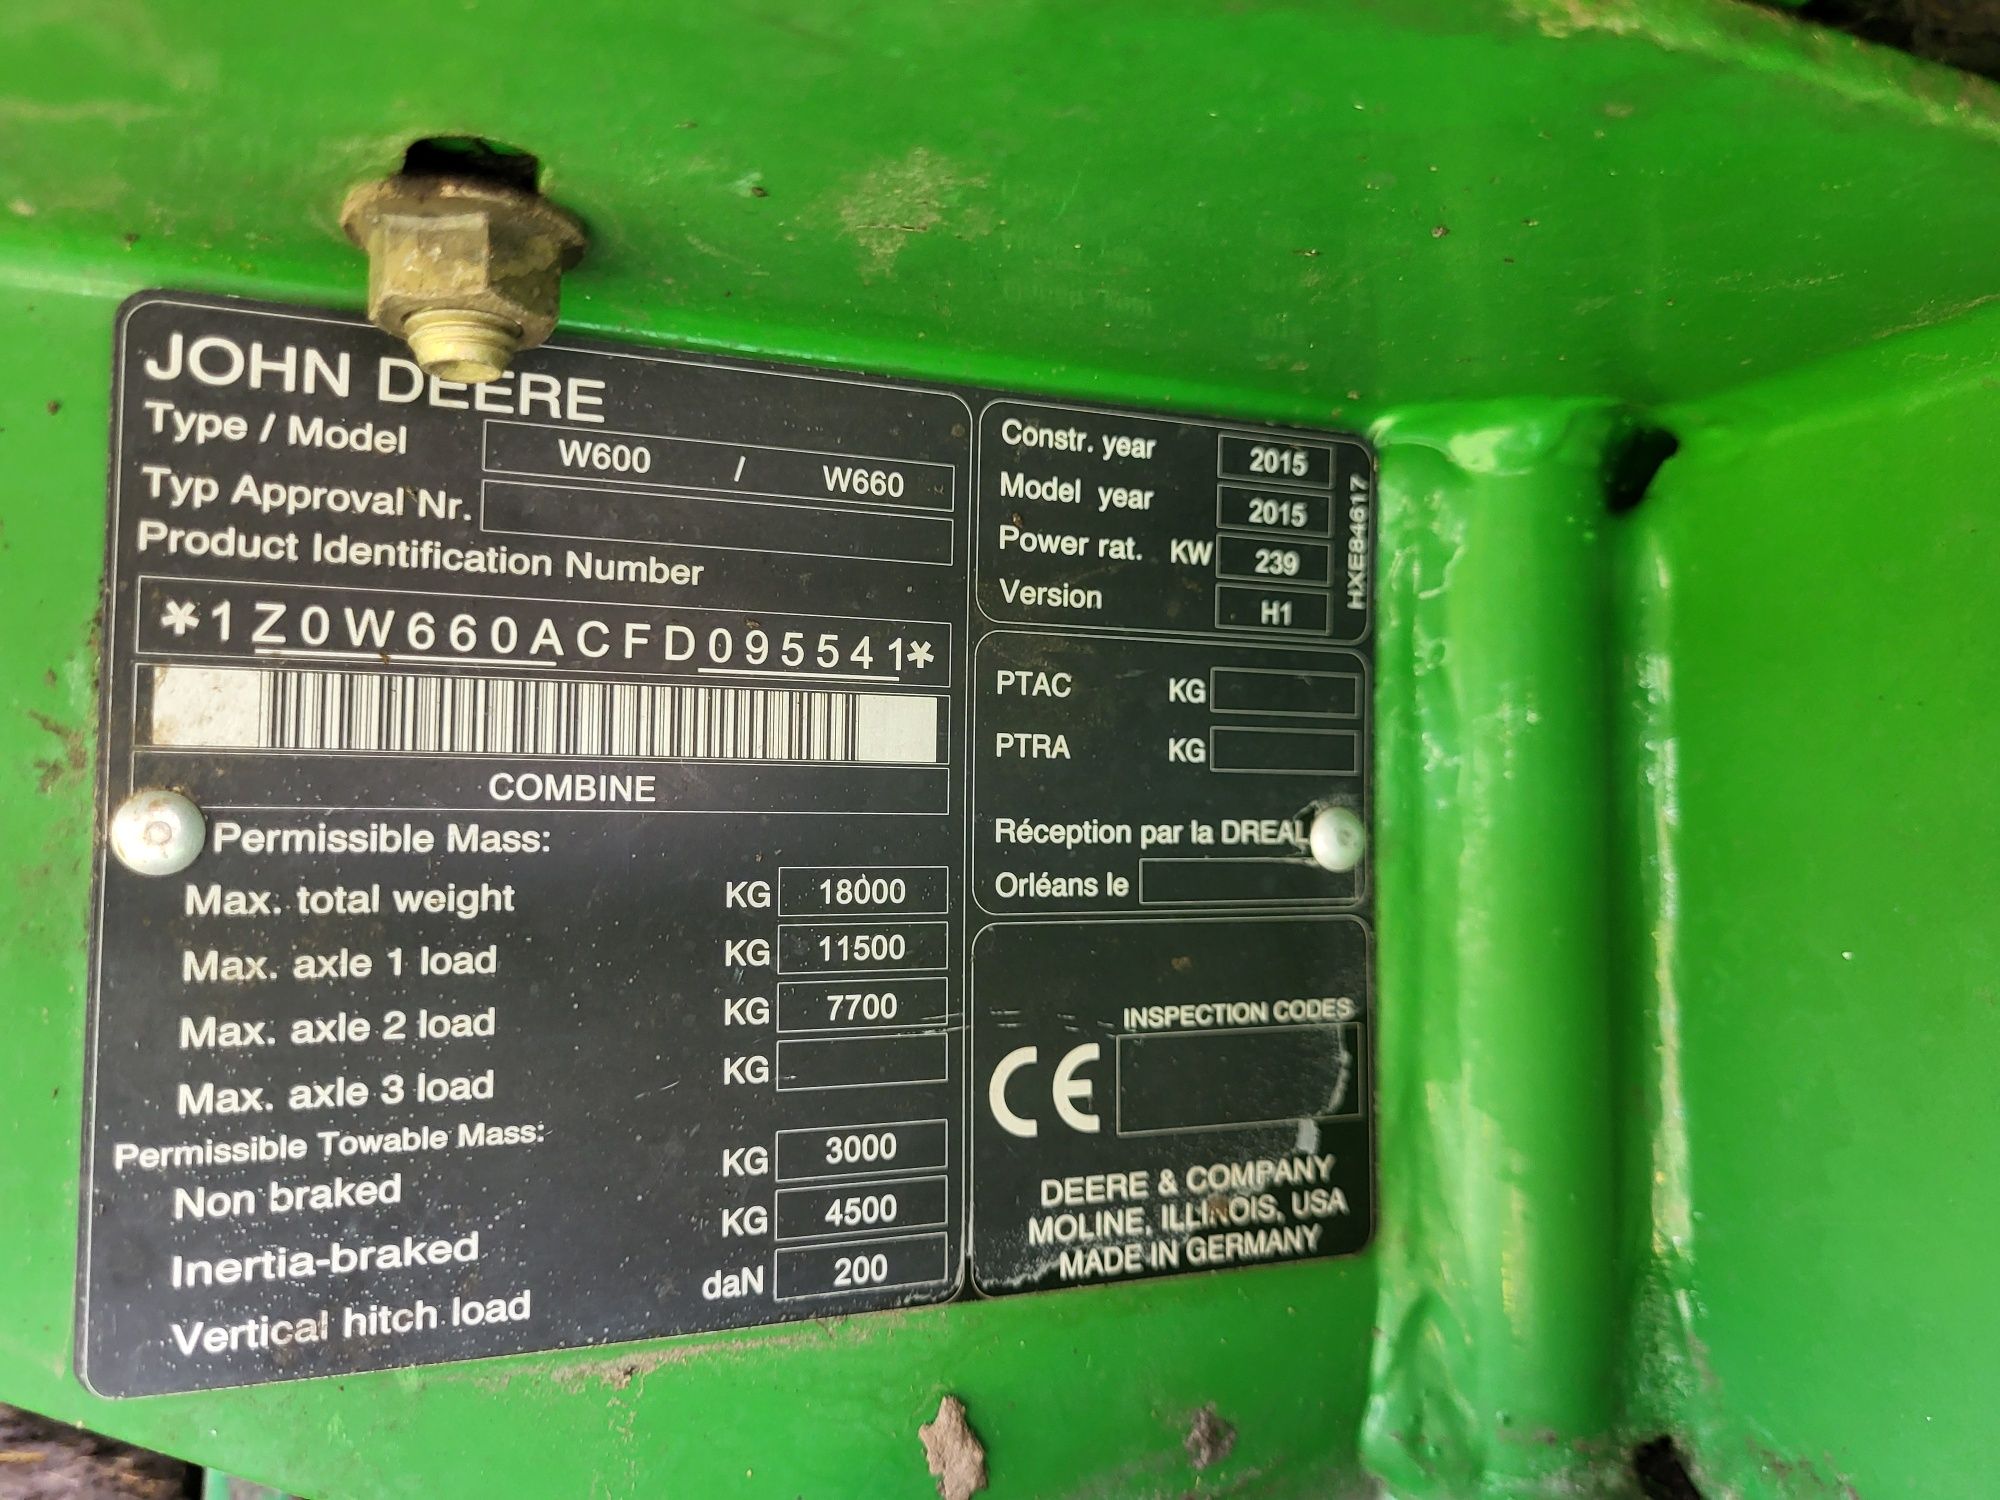 JOHN DEERE
Type / Model W600 / W660
Typ Approval Nr.
Product Identification Number
*1Z0W660ACFD095541*
COMBINE
Permissible Mass:
Max. total weight KG 18000
Max. axle 1 load KG 11500
Max. axle 2 load KG 7700
Max. axle 3 load KG
Permissible Towable Mass:
Non braked KG 3000
Inertia-braked KG 4500
Vertical hitch load daN 200
Constr. year 2015
Model year 2015
Power rat. KW 239
Version H1
HXE84617
PTAC KG
PTRA KG
Réception par la DREAL
Orléans le
INSPECTION CODES
CE
DEERE & COMPANY
MOLINE, ILLINOIS, USA
MADE IN GERMANY